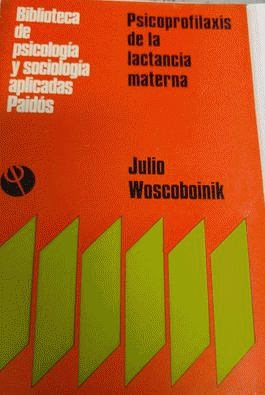 Biblioteca
de
psicología
y sociología
aplicadas
Paidós
Psicoprofilaxis
de la
lactancia
materna
Julio
Woscoboinik